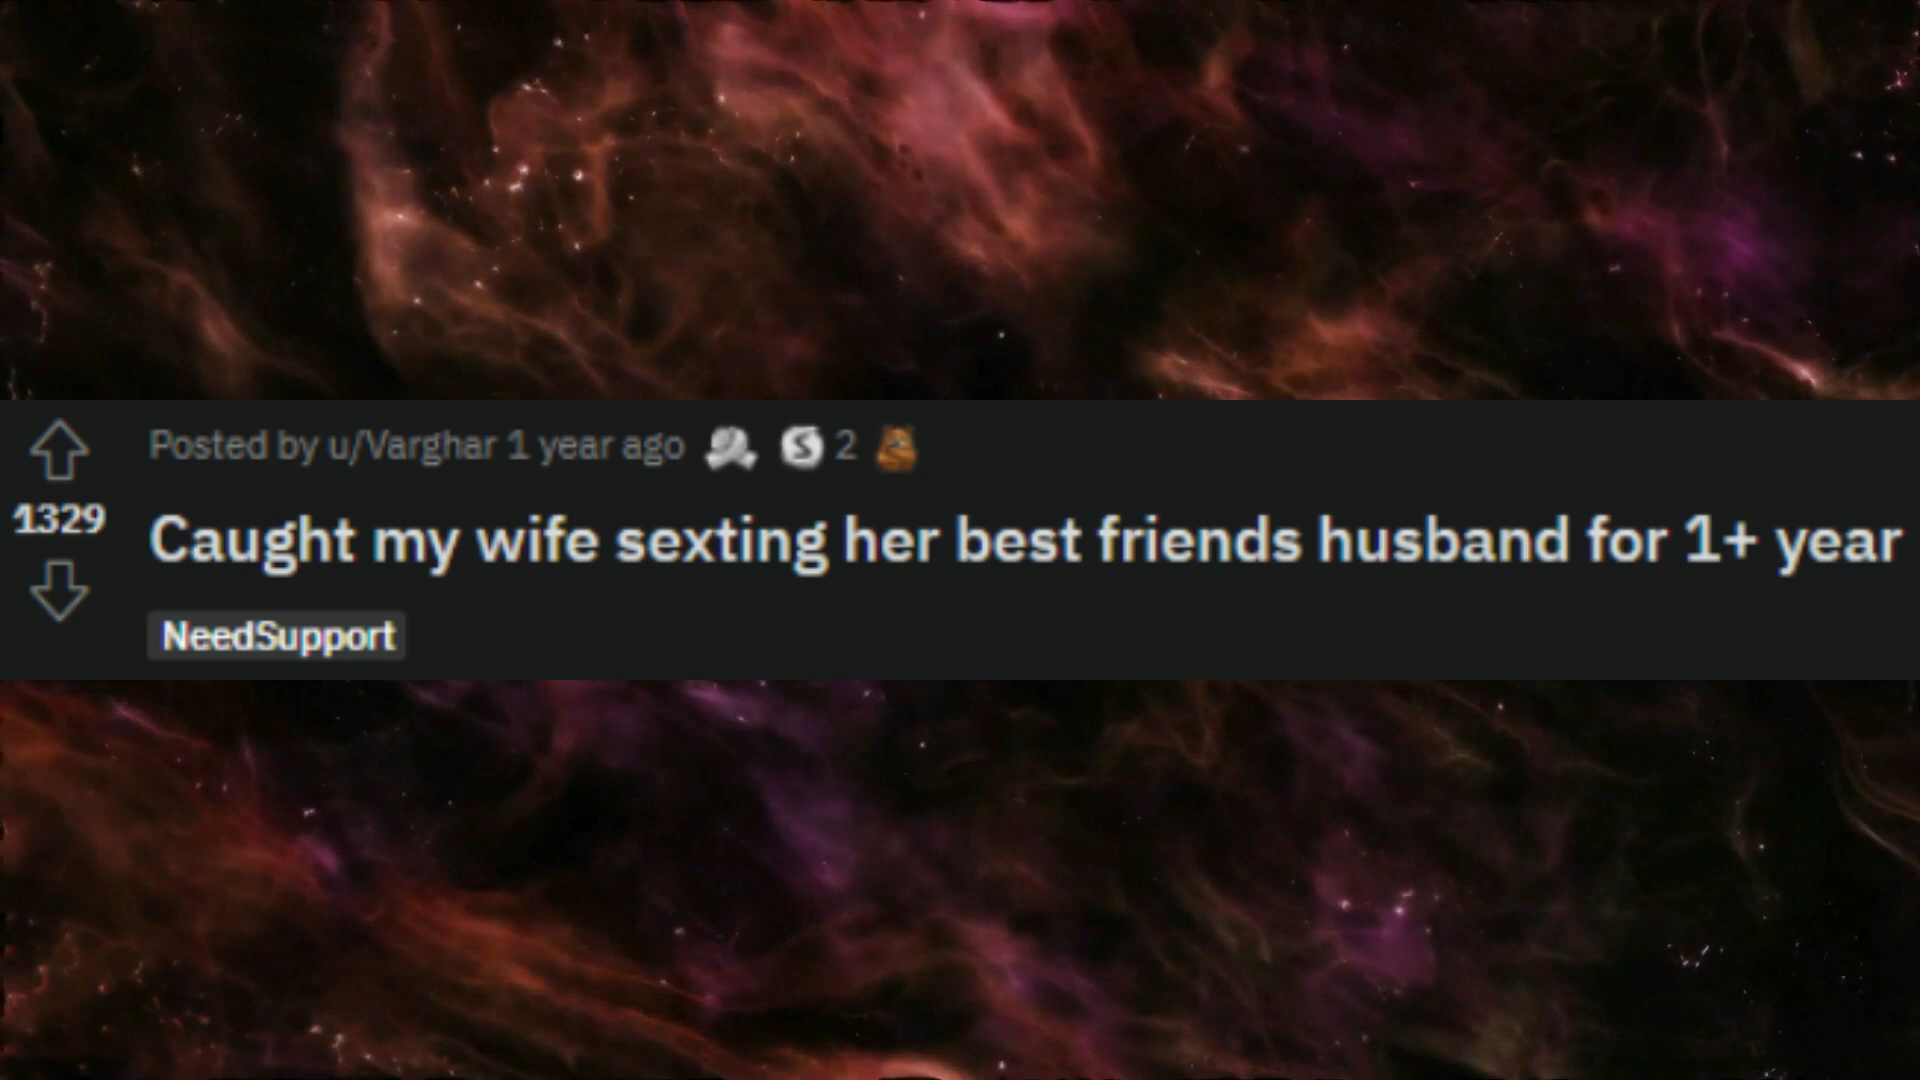 Posted by u/Varghar 1 year ago 2
1329
Caught my wife sexting her best friends husband for 1+ year
NeedSupport